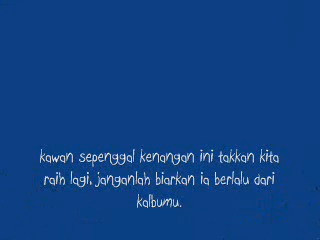 kawan sepenggal kenangan ini takkan kita
raih lagi, janganlah biarkan ia berlalu dari
kalbumu.